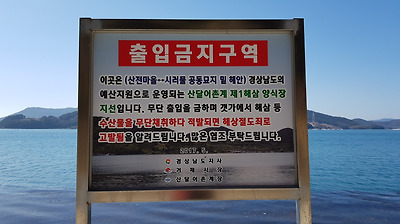 출입금지구역
이곳은 (산전마을↔시러물 공동묘지 밑 해안) 경상남도의
예산지원으로 운영되는 산달어촌계 제1해삼 양식장
지선입니다. 무단 출입을 금하며 갯가에서 해삼 등
수산물을 무단채취하다 적발되면 해상절도죄로
고발됨을 알려드립니다. 많은 협조 부탁드립니다.
2017. 5.
경상남도지사
거제시장
산달어촌계장